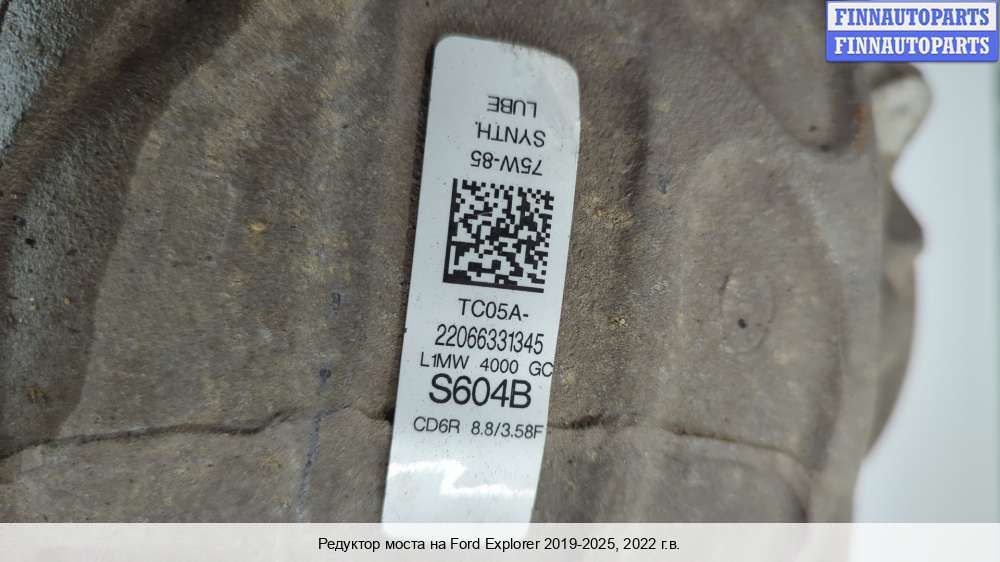 FINNAUTOPARTS
FINNAUTOPARTS
LUBE
SYNTH.
75W-85
TC05A-
22066331345
L1MW 4000 GC
S604B
CD6R 8.8/3.58F
Редуктор моста на Ford Explorer 2019-2025, 2022 г.в.